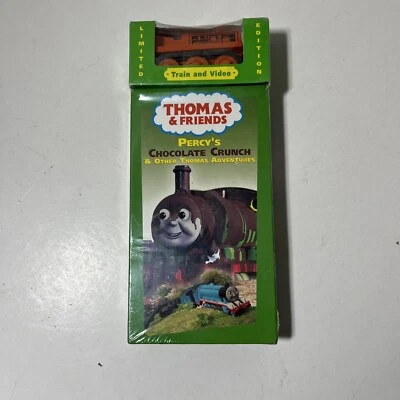 LIMITED
EDITION
• Train and Video •
THOMAS
& FRIENDS
PERCY'S
CHOCOLATE CRUNCH
& OTHER THOMAS ADVENTURES